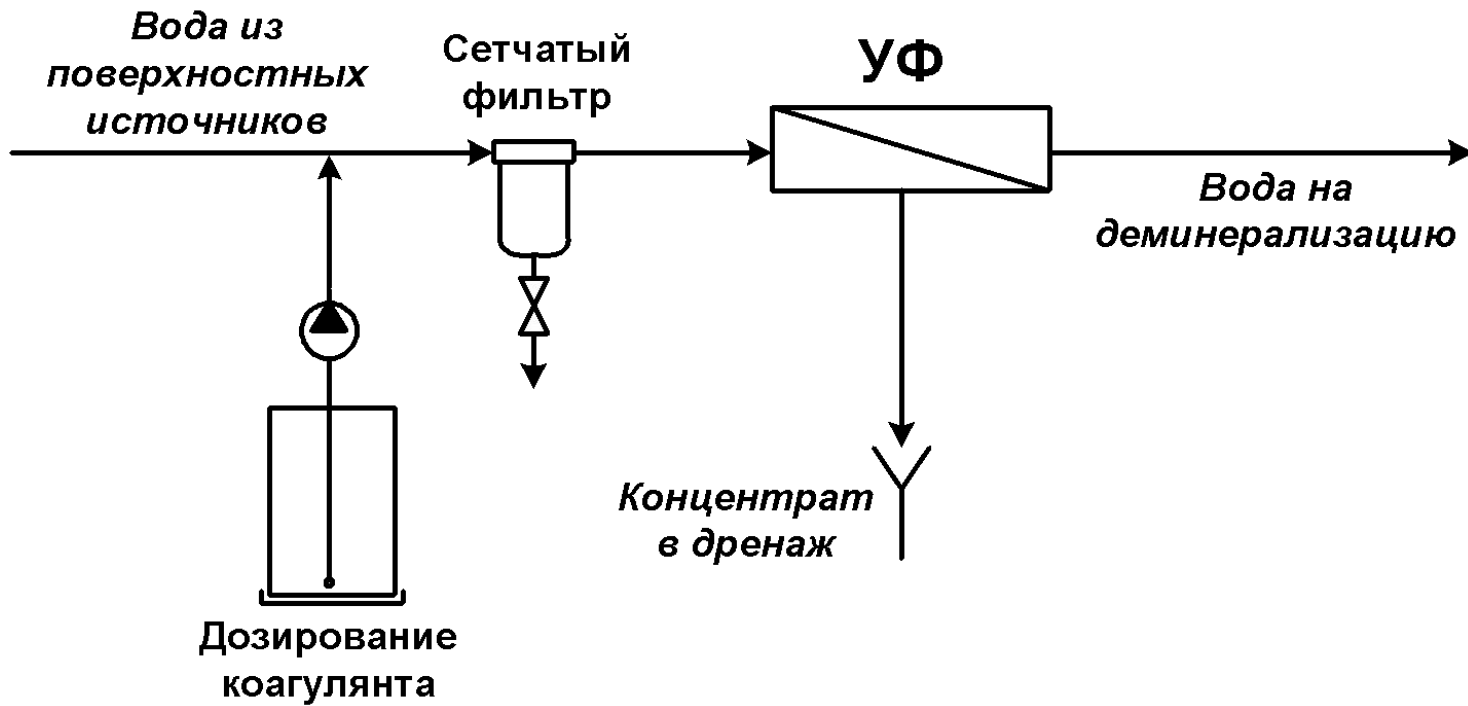 Вода из
поверхностных
источников
Сетчатый
фильтр
УФ
Вода на
деминерализацию
Концентрат
в дренаж
Дозирование
коагулянта